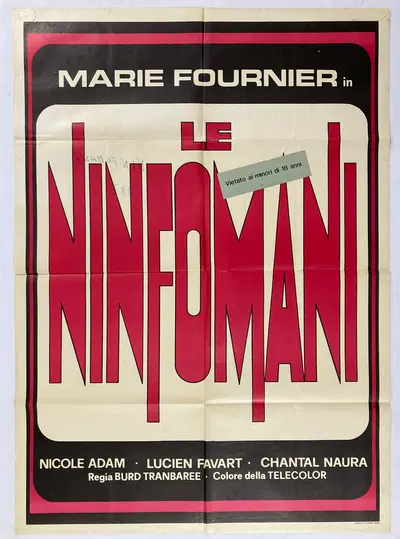 MARIE FOURNIER in
LE
NINFOMANI
Vietato ai minori di 18 anni
NICOLE ADAM · LUCIEN FAVART · CHANTAL NAURA
Regia BURD TRANBAREE · Colore della TELECOLOR